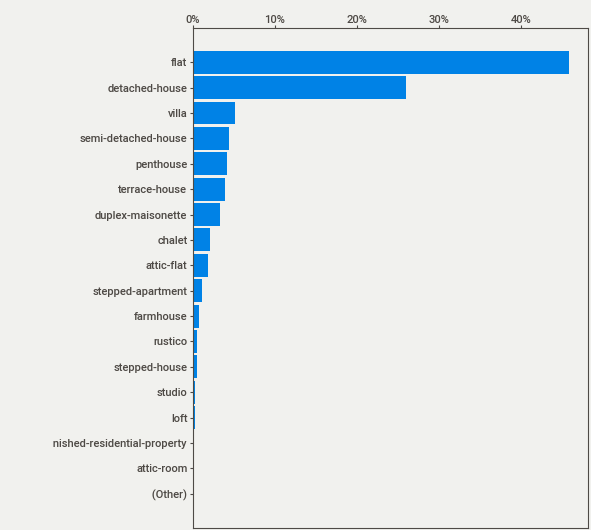 0% 10% 20% 30% 40%
flat
detached-house
villa
semi-detached-house
penthouse
terrace-house
duplex-maisonette
chalet
attic-flat
stepped-apartment
farmhouse
rustico
stepped-house
studio
loft
nished-residential-property
attic-room
(Other)